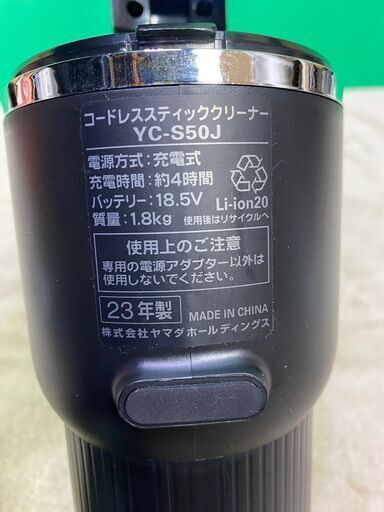 コードレススティッククリーナー
YC-S50J
電源方式:充電式
充電時間:約4時間
バッテリー:18.5V
質量:1.8kg
Li-ion20
使用後はリサイクルへ
使用上のご注意
専用の電源アダプター以外は
使用しないでください。
23年製 MADE IN CHINA
株式会社ヤマダホールディングス